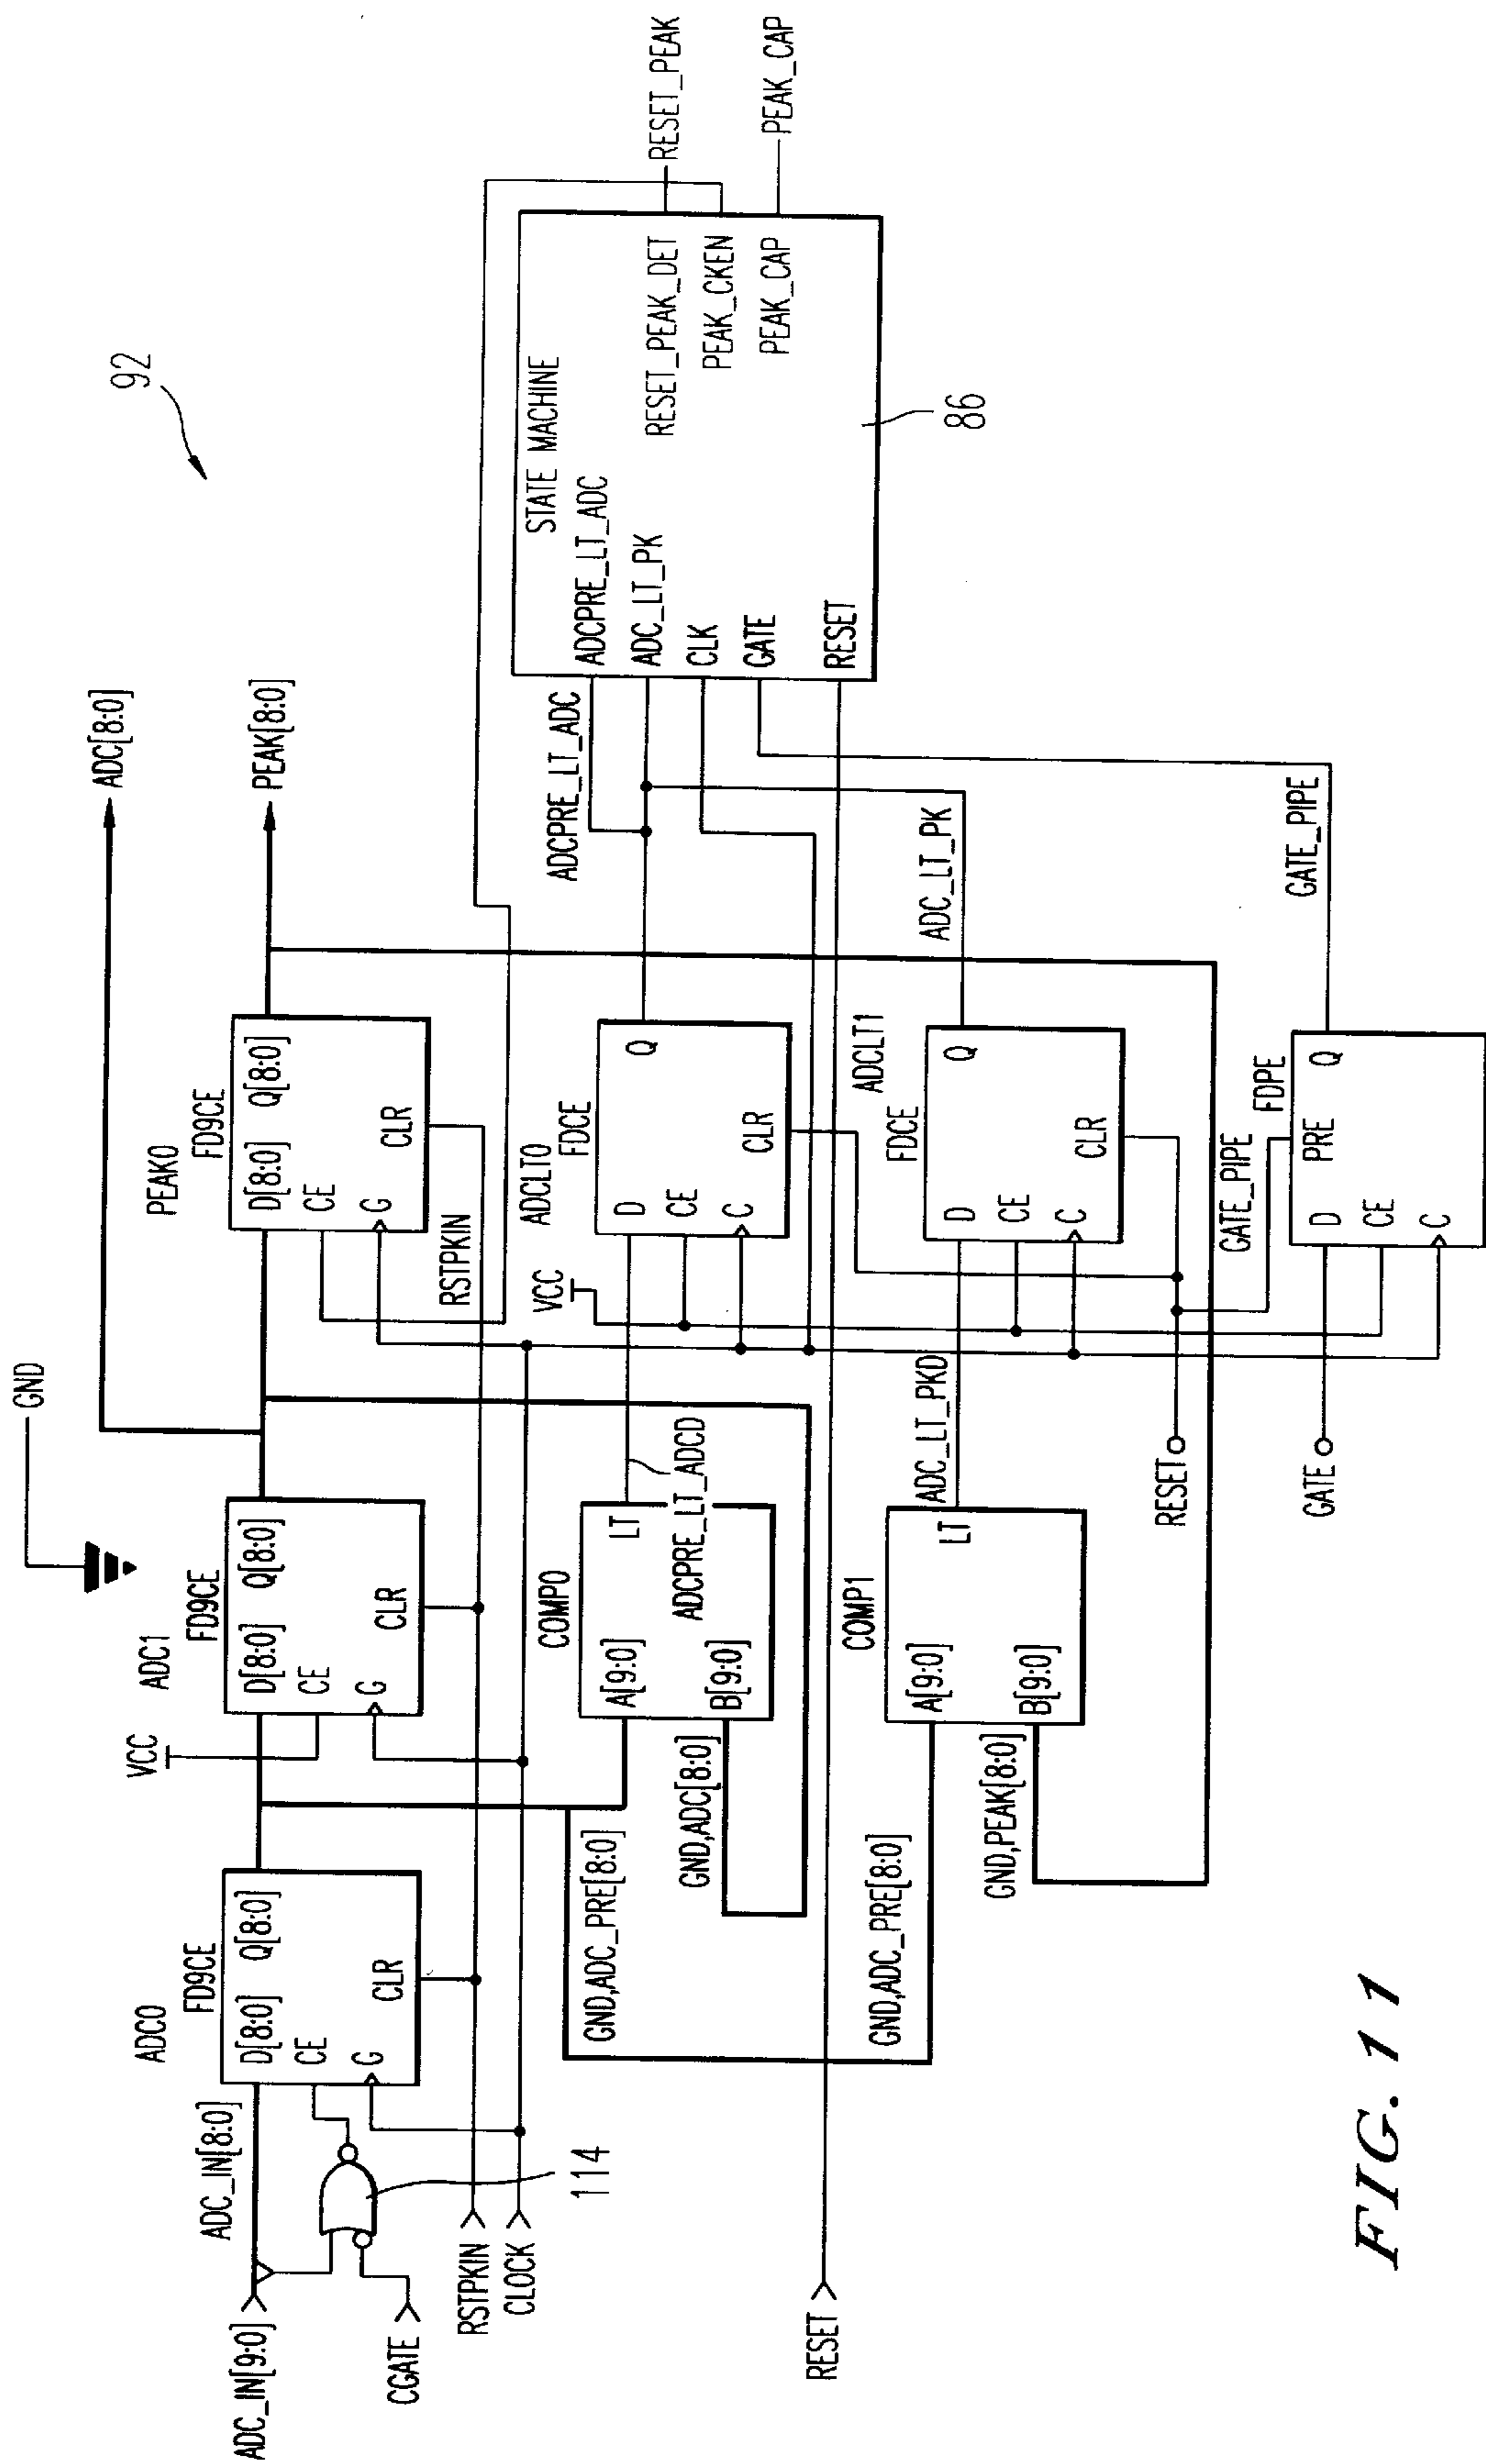 92
GND
ADC[8:0]
PEAK[8:0]
ADC_IN[9:0]
ADC_IN[8:0]
CGATE
114
RSTPKIN
CLOCK
RESET
ADC0
FD9CE
D[8:0] Q[8:0]
CE
G
CLR
VCC
ADC1
FD9CE
D[8:0] Q[8:0]
CE
G
CLR
PEAK0
FD9CE
D[8:0] Q[8:0]
CE
G
CLR
RSTPKIN
GND,ADC_PRE[8:0]
GND,ADC[8:0]
COMP0
A[9:0]
LT
ADCPRE_LT_ADCD
B[9:0]
VCC
ADCLT0
FDCE
D Q
CE
C
CLR
ADCPRE_LT_ADC
GND,ADC_PRE[8:0]
GND,PEAK[8:0]
COMP1
A[9:0]
LT
B[9:0]
ADC_LT_PKD
ADCLT1
FDCE
D Q
CE
C
CLR
ADC_LT_PK
RESET
GATE
GATE_PIPE
FDPE
PRE
D Q
CE
C
GATE_PIPE
STATE MACHINE
ADCPRE_LT_ADC
ADC_LT_PK
CLK
GATE
RESET
RESET_PEAK_DET
PEAK_CKEN
PEAK_CAP
86
RESET_PEAK
PEAK_CAP
FIG. 11